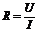 R = U/I